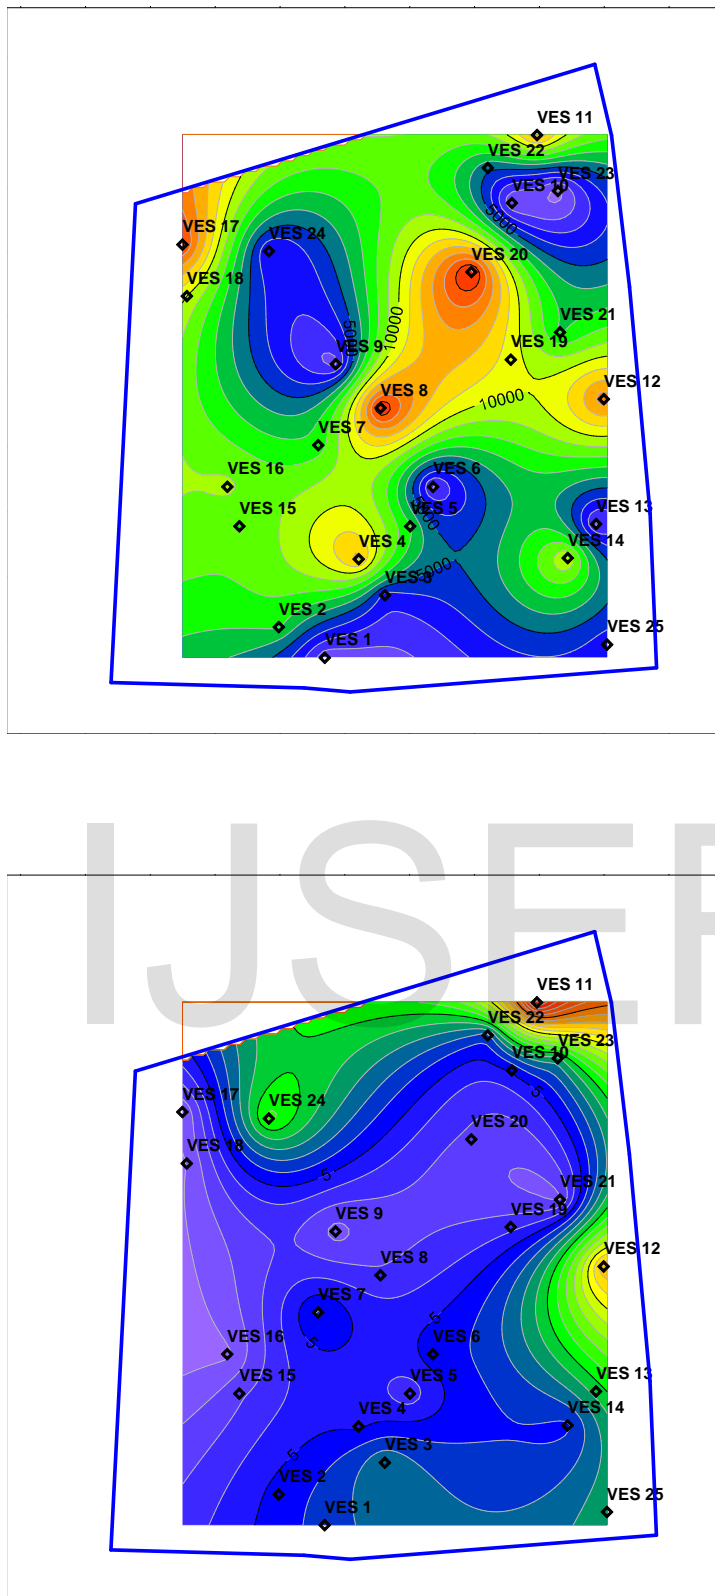 VES 11
VES 22
VES 23
VES 10
5000
VES 17
VES 24
VES 20
VES 18
5000
10000
VES 21
VES 9
VES 19
VES 8
10000
VES 12
VES 7
VES 16
VES 6
VES 15
5000
VES 5
VES 13
VES 4
VES 14
5000
VES 3
VES 2
VES 1
VES 25
IJSER
VES 11
VES 22
VES 23
VES 10
5
VES 17
VES 24
VES 20
VES 18
5
VES 21
VES 9
VES 19
VES 8
VES 12
VES 7
5
5
VES 16
VES 6
VES 15
VES 5
VES 13
VES 4
VES 14
5
VES 3
VES 2
VES 1
VES 25